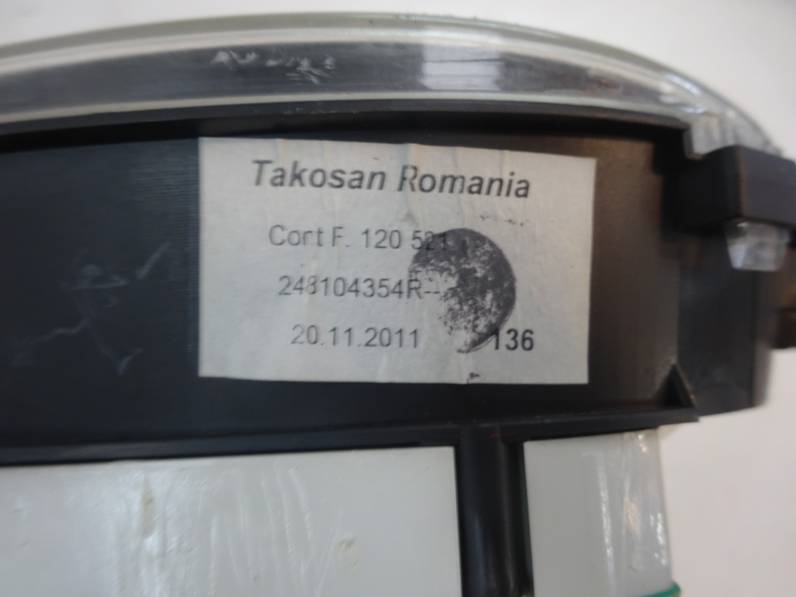 Takosan Romania
Cort F. 120 521
248104354R--
20.11.2011 136